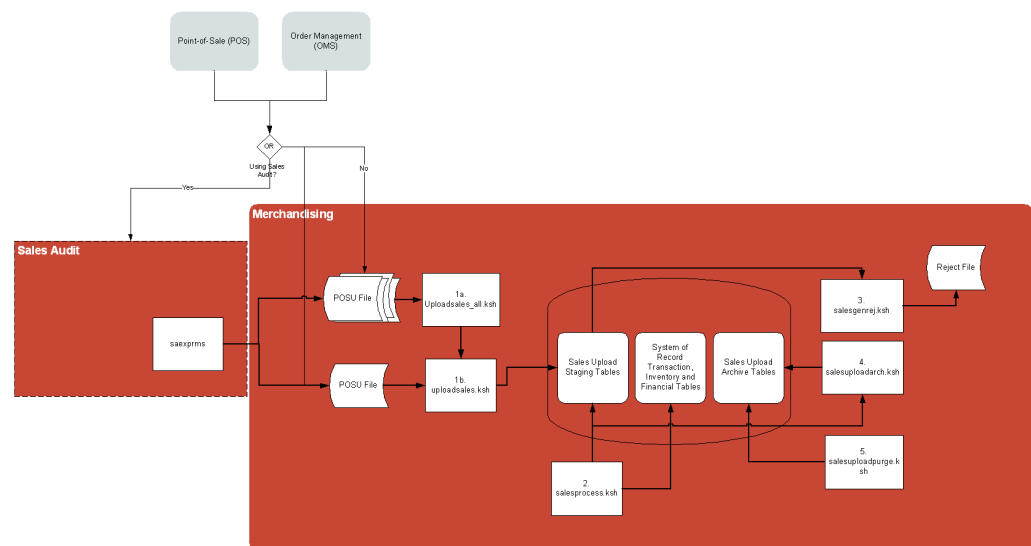 Point-of-Sale (POS)
Order Management
(OMS)
OR
Using Sales
Audit?
No
Yes
Merchandising
Sales Audit
saexprms
POSU File
POSU File
1a.
Uploadsales_all.ksh
1b.
uploadsales.ksh
Sales Upload
Staging Tables
System of
Record
Transaction,
Inventory and
Financial Tables
Sales Upload
Archive Tables
2.
salesprocess.ksh
3.
salesgenrej.ksh
Reject File
4.
salesuploadarch.ksh
5.
salesuploadpurge.k
sh